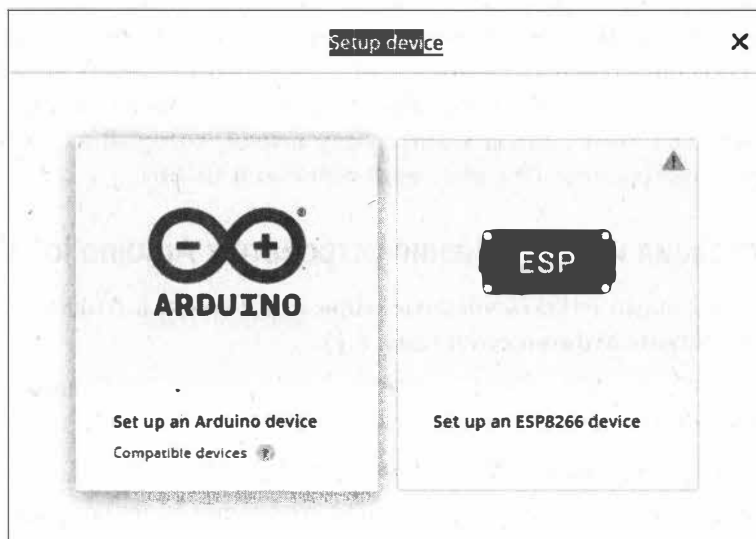 Setup device
ARDUINO
ESP
Set up an Arduino device
Compatible devices ?
Set up an ESP8266 device